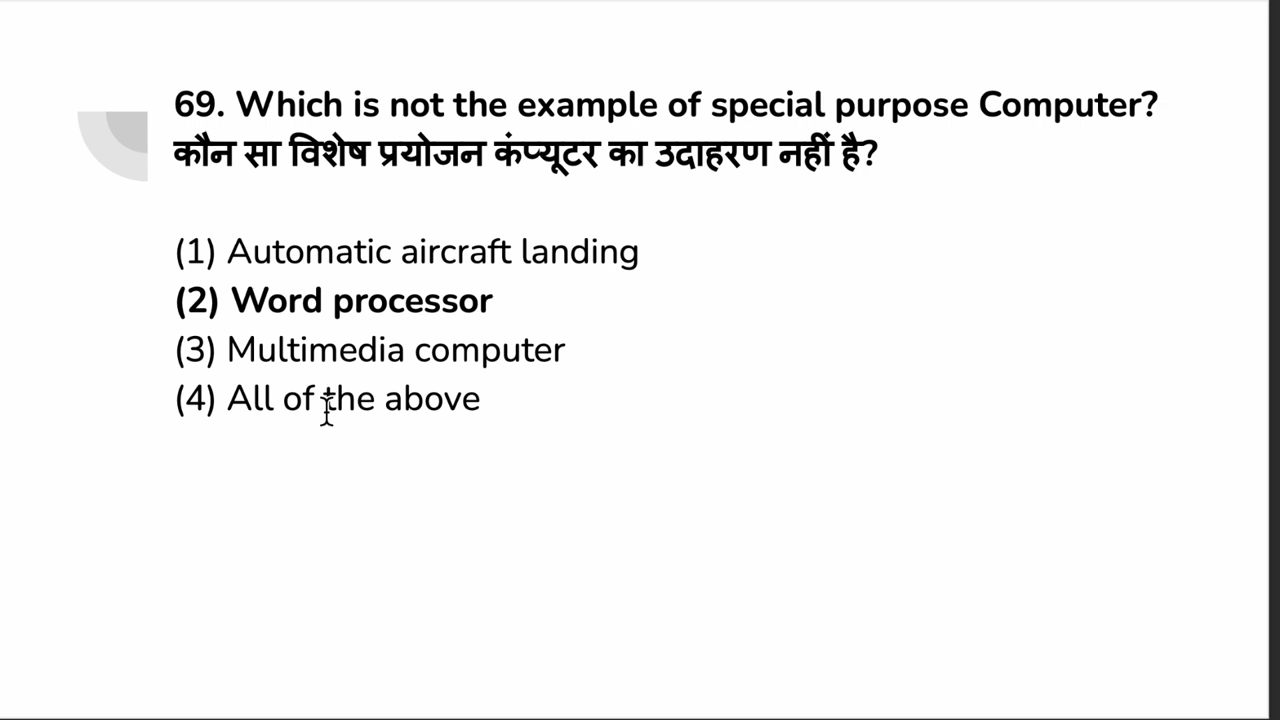 69. Which is not the example of special purpose Computer?
कौन सा विशेष प्रयोजन कंप्यूटर का उदाहरण नहीं है?
(1) Automatic aircraft landing
(2) Word processor
(3) Multimedia computer
(4) All of the above